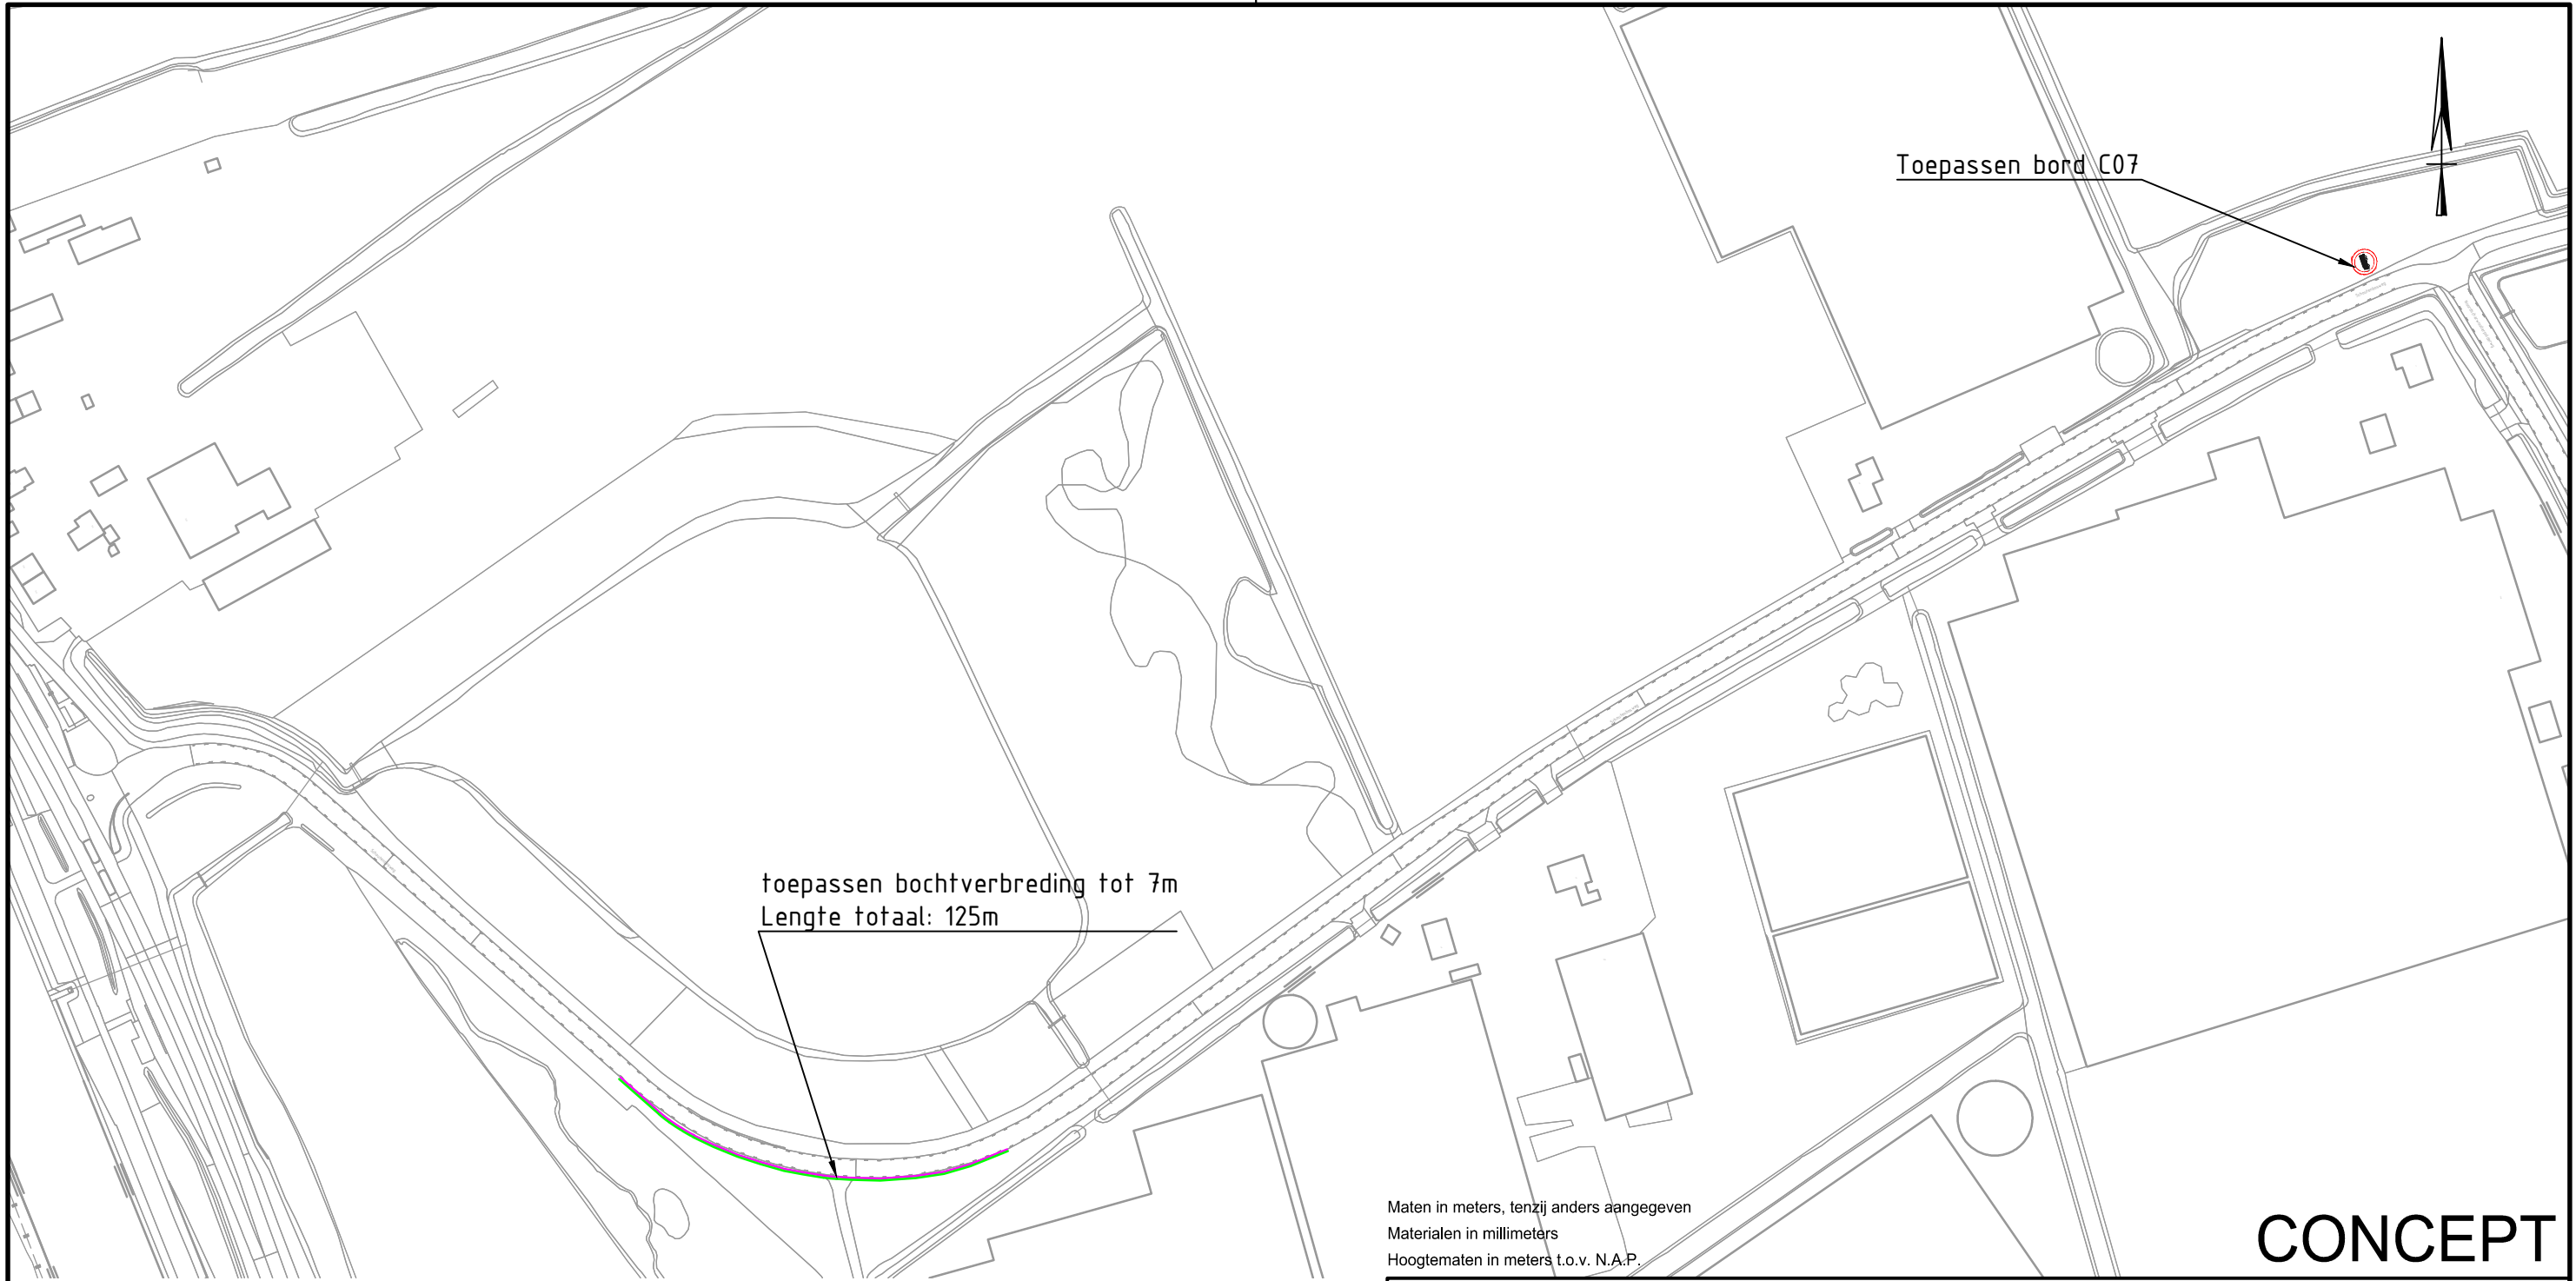 Toepassen bord C07
toepassen bochtverbreding tot 7m
Lengte totaal: 125m
Maten in meters, tenzij anders aangegeven
Materialen in millimeters
Hoogtematen in meters t.o.v. N.A.P.
CONCEPT